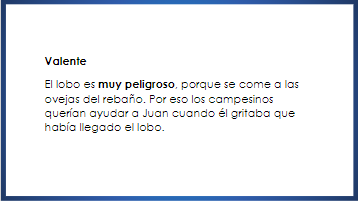 Valente
El lobo es muy peligroso, porque se come a las
ovejas del rebaño. Por eso los campesinos
querían ayudar a Juan cuando él gritaba que
había llegado el lobo.